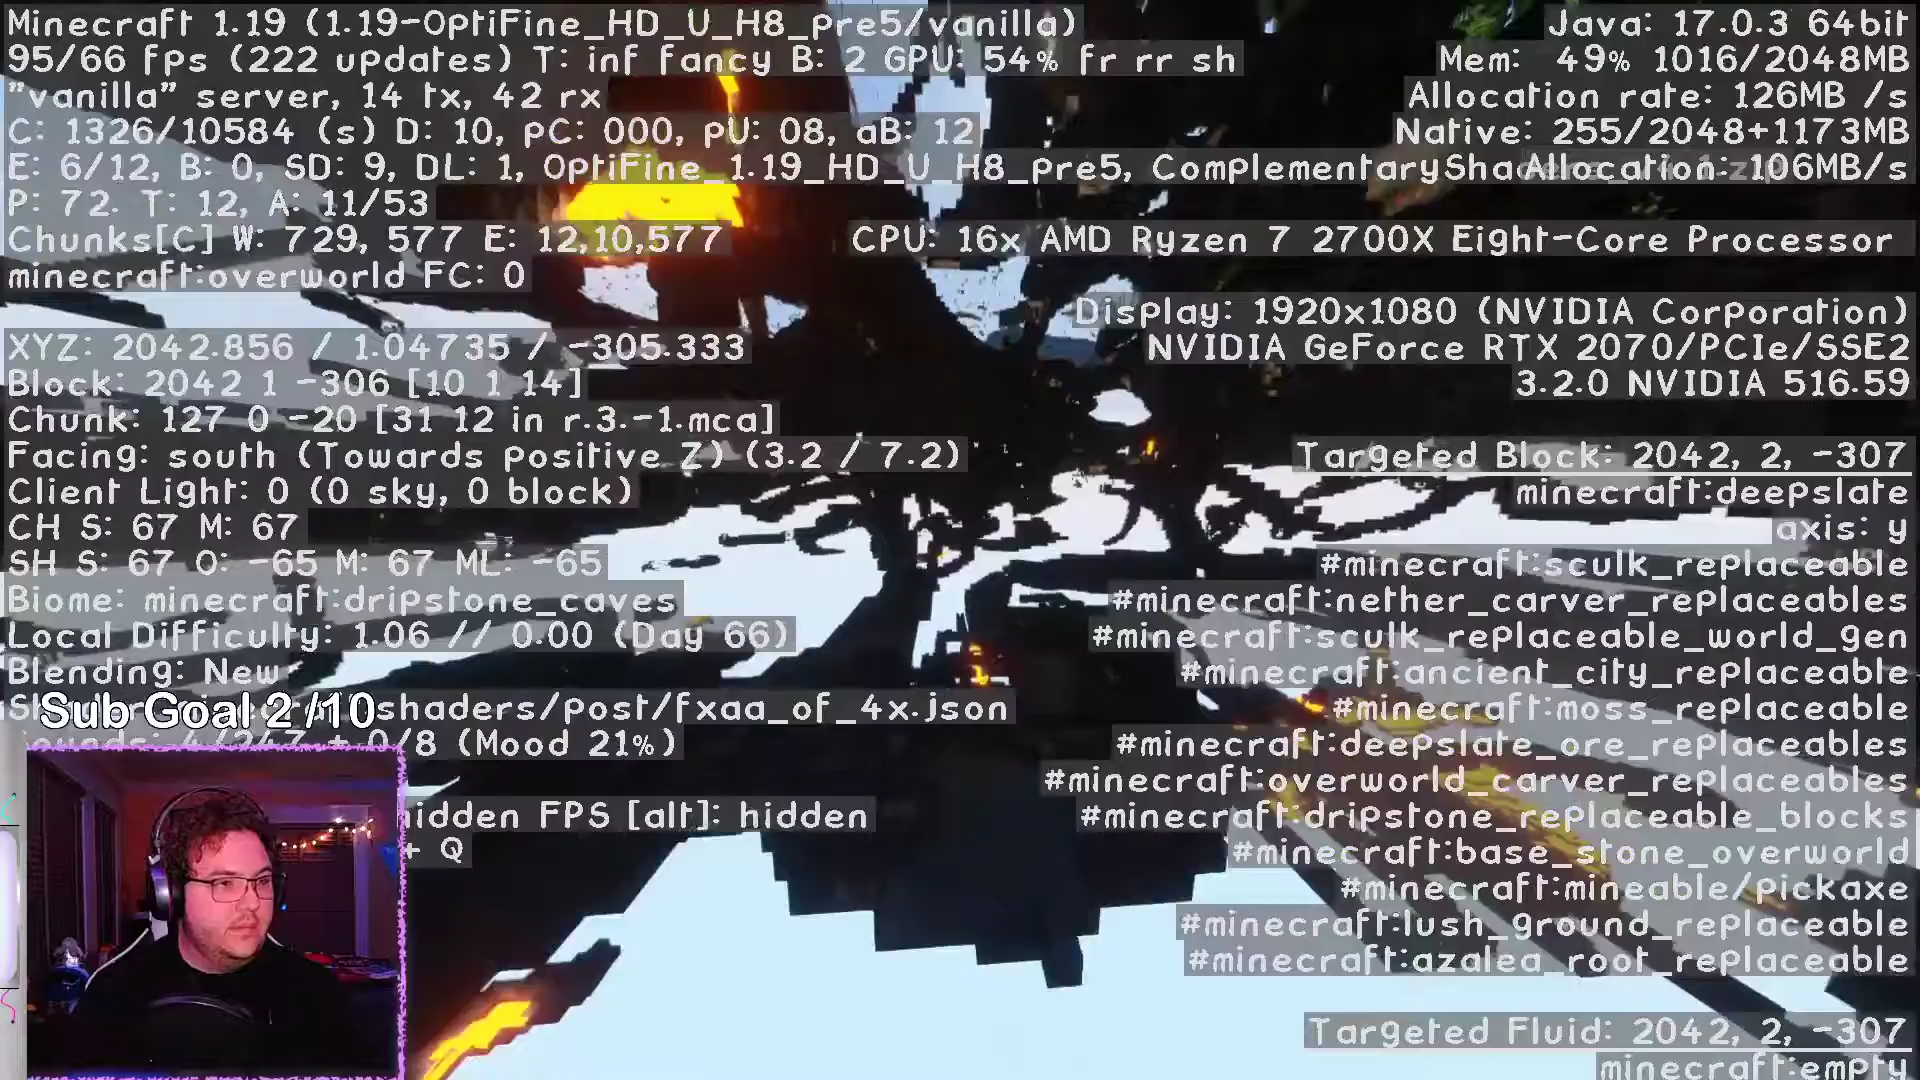 Minecraft 1.19 (1.19-OptiFine_HD_U_H8_pre5/vanilla)
95/66 fps (222 updates) T: inf fancy B: 2 GPU: 54% fr rr sh
"vanilla" server, 14 tx, 42 rx
C: 1326/10584 (s) D: 10, pC: 000, pU: 08, aB: 12
E: 6/12, B: 0, SD: 9, DL: 1, OptiFine_1.19_HD_U_H8_pre5, ComplementarySha
P: 72. T: 12, A: 11/53
Chunks[C] W: 729, 577 E: 12,10,577
minecraft:overworld FC: 0
XYZ: 2042.856 / 1.04735 / -305.333
Block: 2042 1 -306 [10 1 14]
Chunk: 127 0 -20 [31 12 in r.3.-1.mca]
Facing: south (Towards positive Z) (3.2 / 7.2)
Client Light: 0 (0 sky, 0 block)
CH S: 67 M: 67
SH S: 67 O: -65 M: 67 ML: -65
Biome: minecraft:dripstone_caves
Local Difficulty: 1.06 // 0.00 (Day 66)
Blending: New
shaders/post/fxaa_of_4x.json
Sub Goal 2 /10
4/247 + 0/8 (Mood 21%)
hidden FPS [alt]: hidden
+ Q
Java: 17.0.3 64bit
Mem: 49% 1016/2048MB
Allocation rate: 126MB /s
Native: 255/2048+1173MB
Allocation: 106MB/s
CPU: 16x AMD Ryzen 7 2700X Eight-Core Processor
Display: 1920x1080 (NVIDIA Corporation)
NVIDIA GeForce RTX 2070/PCIe/SSE2
3.2.0 NVIDIA 516.59
Targeted Block: 2042, 2, -307
minecraft:deepslate
axis: y
#minecraft:sculk_replaceable
#minecraft:nether_carver_replaceables
#minecraft:sculk_replaceable_world_gen
#minecraft:ancient_city_replaceable
#minecraft:moss_replaceable
#minecraft:deepslate_ore_replaceables
#minecraft:overworld_carver_replaceables
#minecraft:dripstone_replaceable_blocks
#minecraft:base_stone_overworld
#minecraft:mineable/pickaxe
#minecraft:lush_ground_replaceable
#minecraft:azalea_root_replaceable
Targeted Fluid: 2042, 2, -307
minecraft:empty